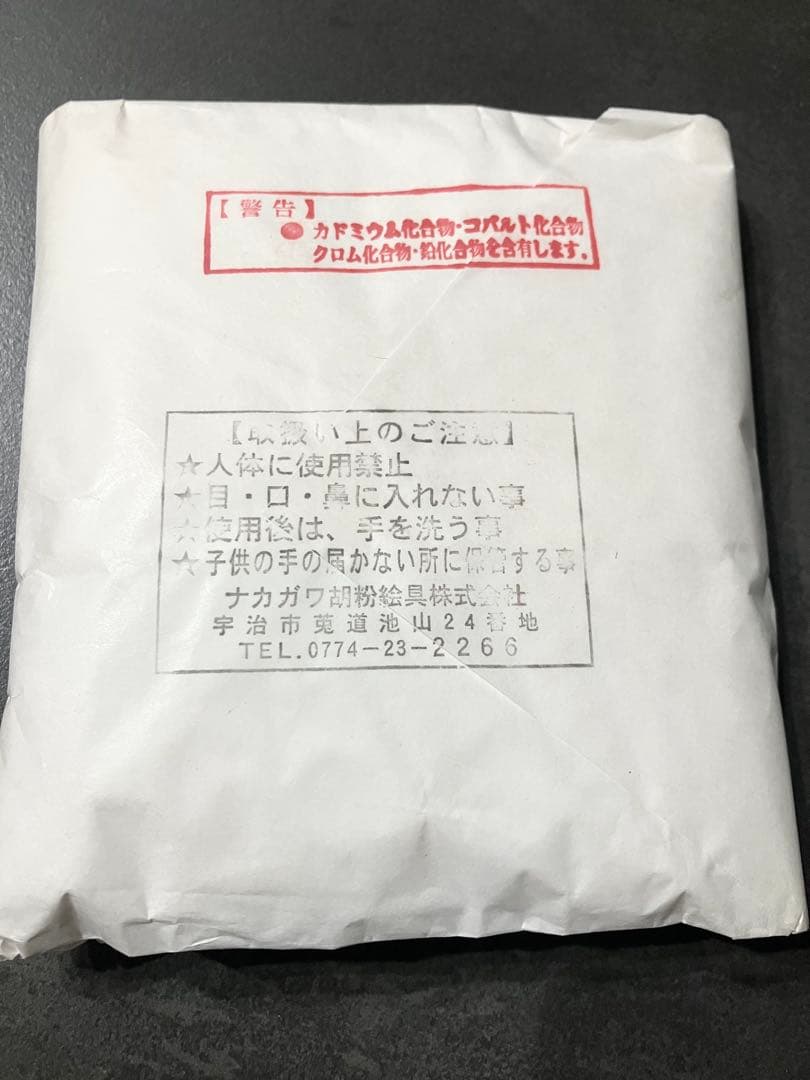 【警告】
●カドミウム化合物・コバルト化合物
クロム化合物・鉛化合物を含有します。
【取扱い上のご注意】
★人体に使用禁止
★目・口・鼻に入れない事
★使用後は、手を洗う事
★子供の手の届かない所に保管する事
ナカガワ胡粉絵具株式会社
宇治市莵道池山24番地
TEL.0774-23-2266